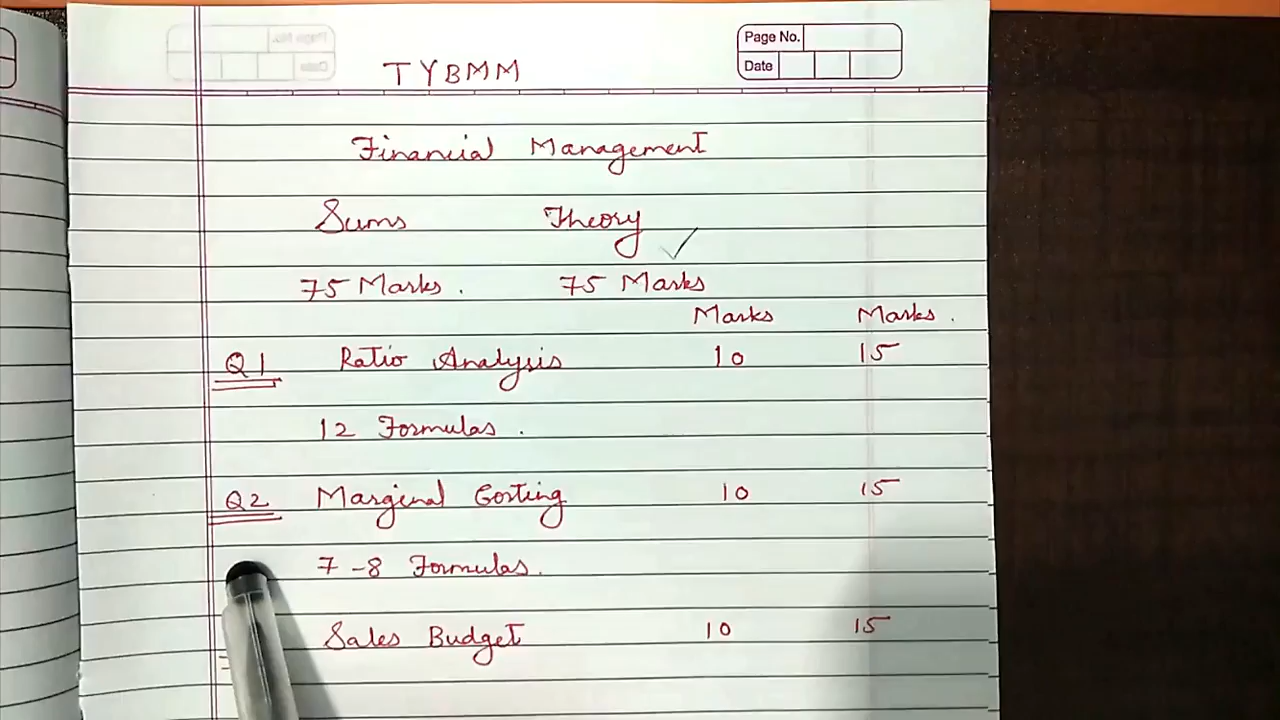 Page No.
Date
TYBMM
Financial Management
Sums Theory
75 Marks. 75 Marks
Marks Marks.
Q1 Ratio Analysis 10 15
12 Formulas.
Q2 Marginal Costing 10 15
7-8 Formulas.
Sales Budget 10 15